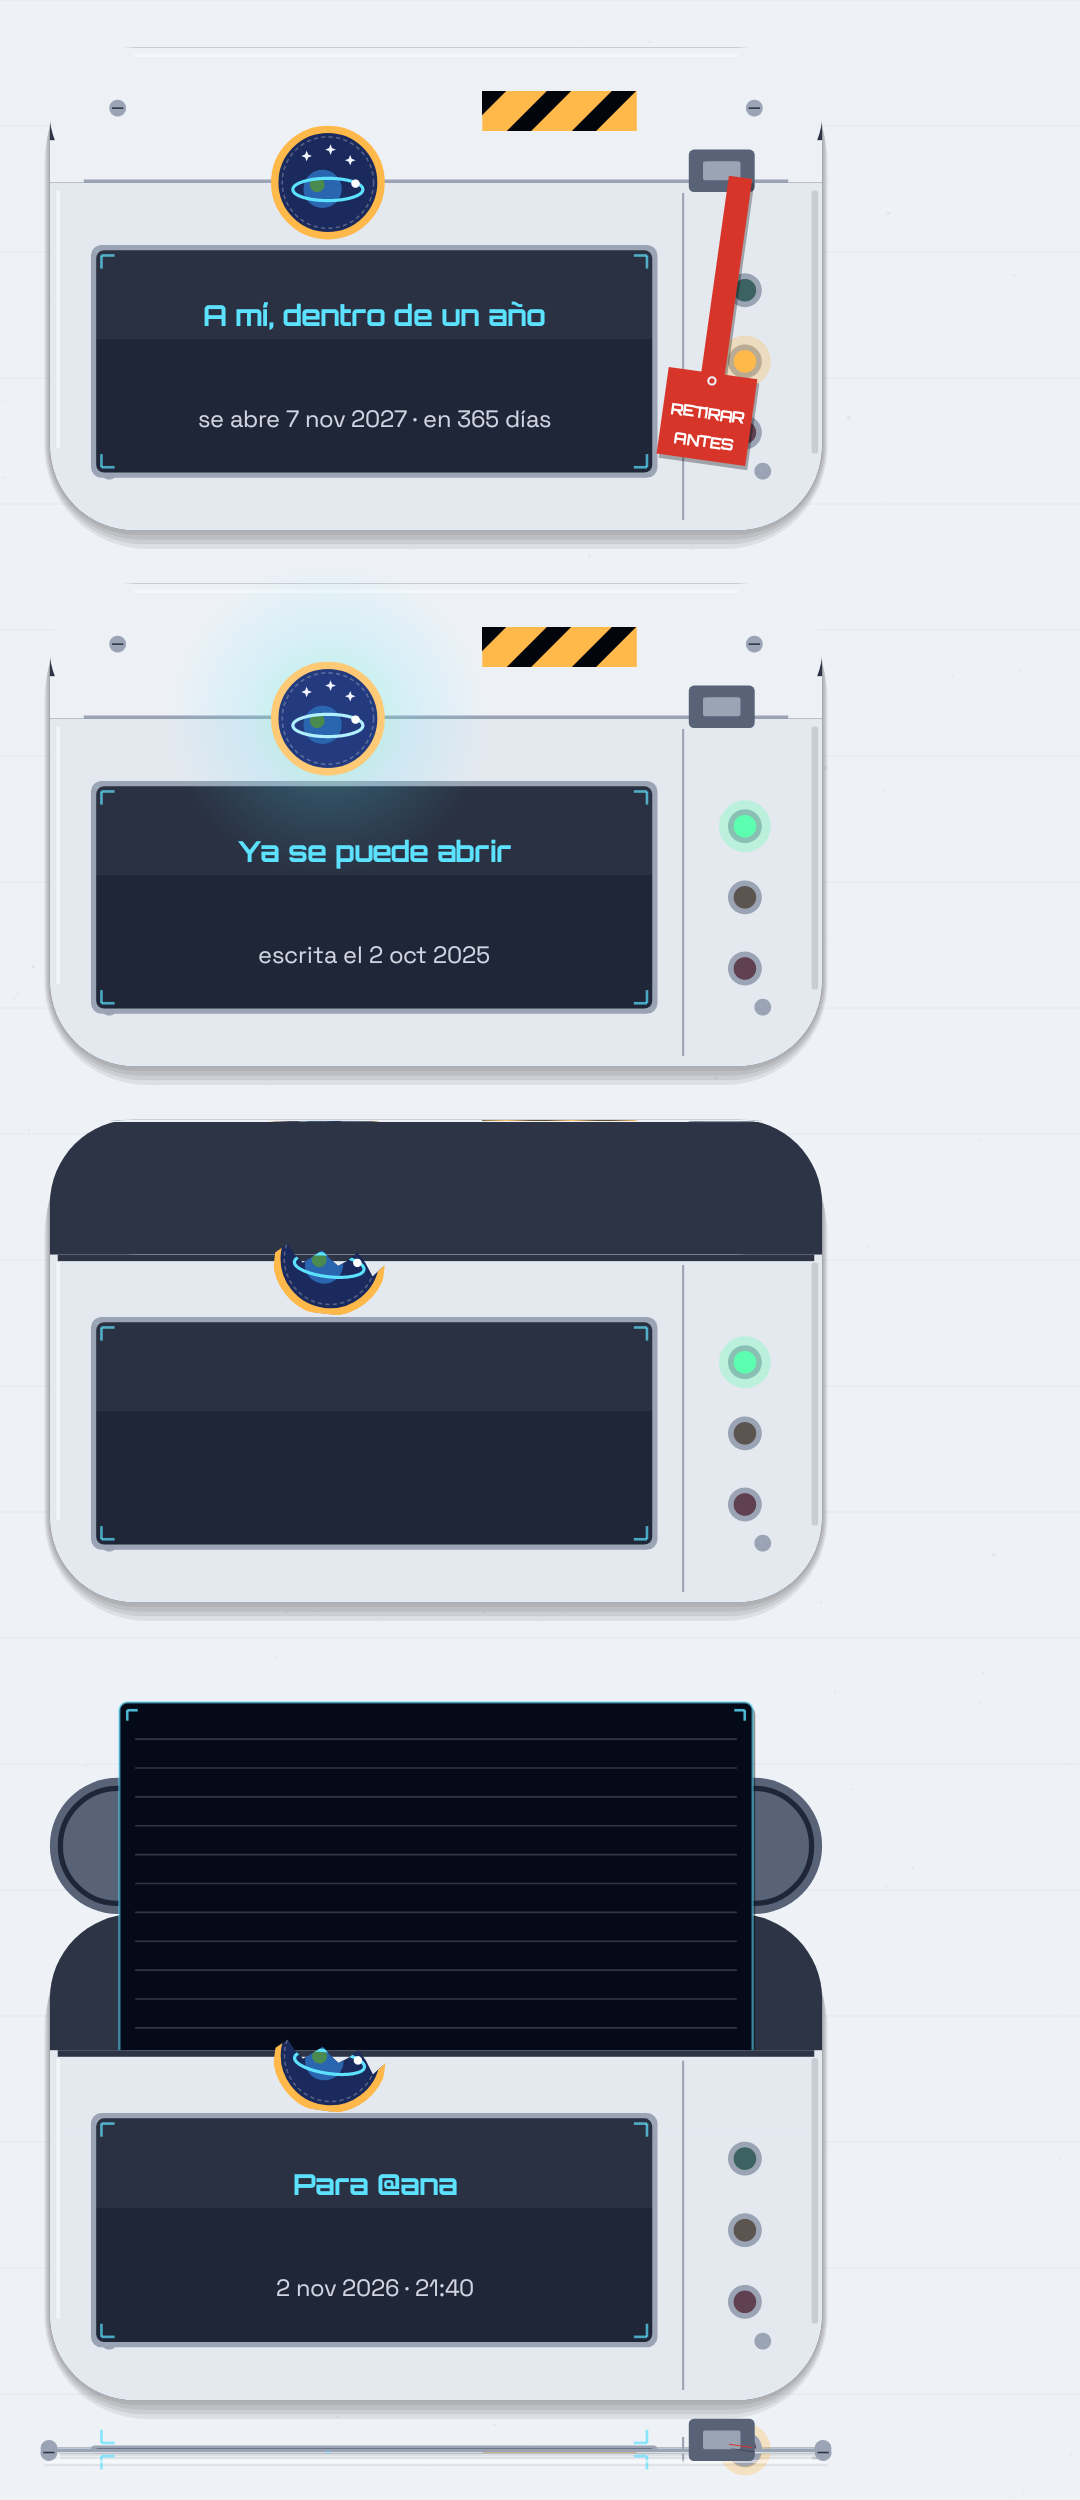 A mí, dentro de un año
se abre 7 nov 2027 · en 365 días
RETIRAR
ANTES
Ya se puede abrir
escrita el 2 oct 2025
Para @ana
2 nov 2026 · 21:40